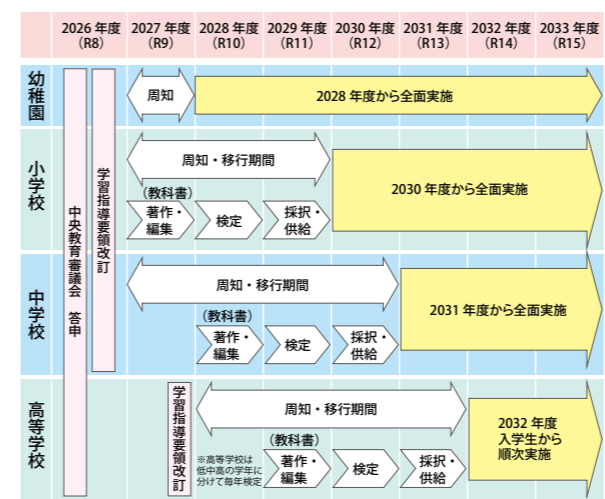 2026 年度 2027 年度 2028 年度 2029 年度 2030 年度 2031 年度 2032 年度 2033 年度
（R8） （R9） （R10） （R11） （R12） （R13） （R14） （R15）
幼稚園
周知
2028 年度から全面実施
中央教育審議会 答申
学習指導要領改訂
小学校
周知・移行期間
2030 年度から全面実施
（教科書）
著作・
編集
検定
採択・
供給
中学校
周知・移行期間
2031 年度から全面実施
（教科書）
著作・
編集
検定
採択・
供給
高等学校
学習指導要領改訂
周知・移行期間
2032 年度
入学生から
順次実施
※高等学校は
低中高の学年に
分けて毎年検定
（教科書）
著作・
編集
検定
採択・
供給